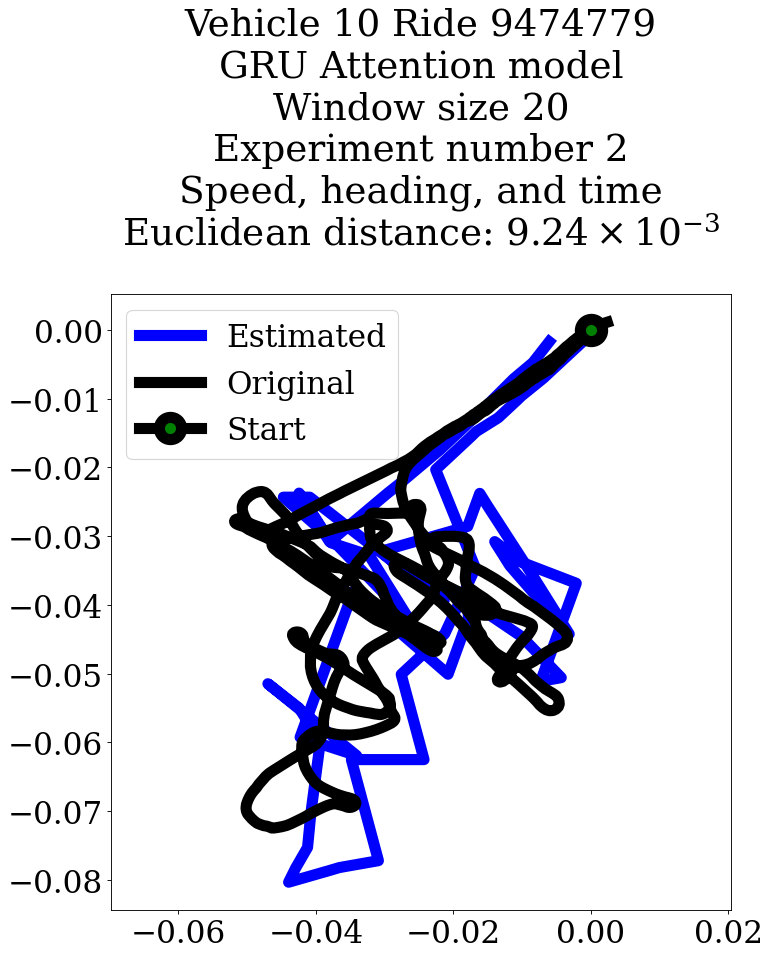 Vehicle 10 Ride 9474779
GRU Attention model
Window size 20
Experiment number 2
Speed, heading, and time
Euclidean distance: 9.24 × 10⁻³
Estimated
Original
Start
0.00
−0.01
−0.02
−0.03
−0.04
−0.05
−0.06
−0.07
−0.08
−0.06 −0.04 −0.02 0.00 0.02